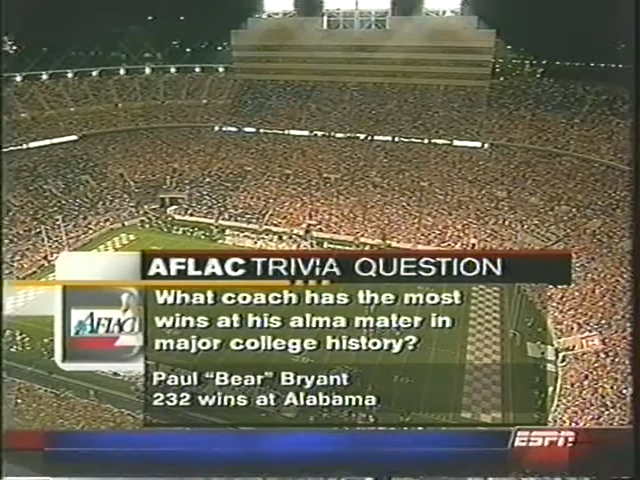 AFLAC TRIVIA QUESTION
What coach has the most
wins at his alma mater in
major college history?
AFLAC
Paul "Bear" Bryant
232 wins at Alabama
ESPN